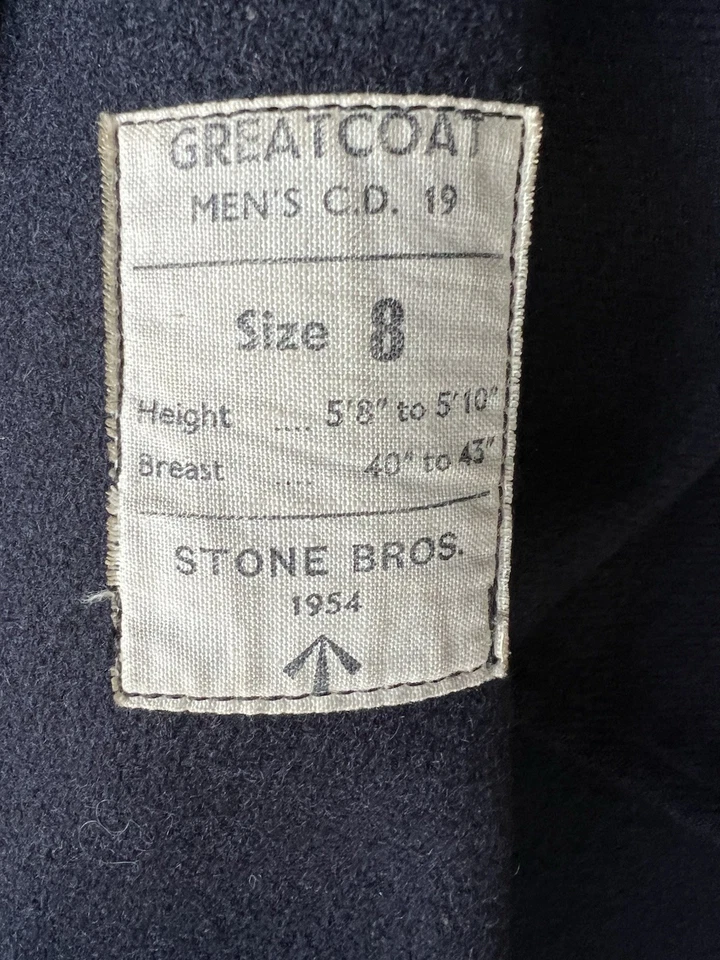 GREATCOAT
MEN'S C.D. 19
Size 8
Height .... 5'8" to 5'10"
Breast .... 40" to 43"
STONE BROS.
1954